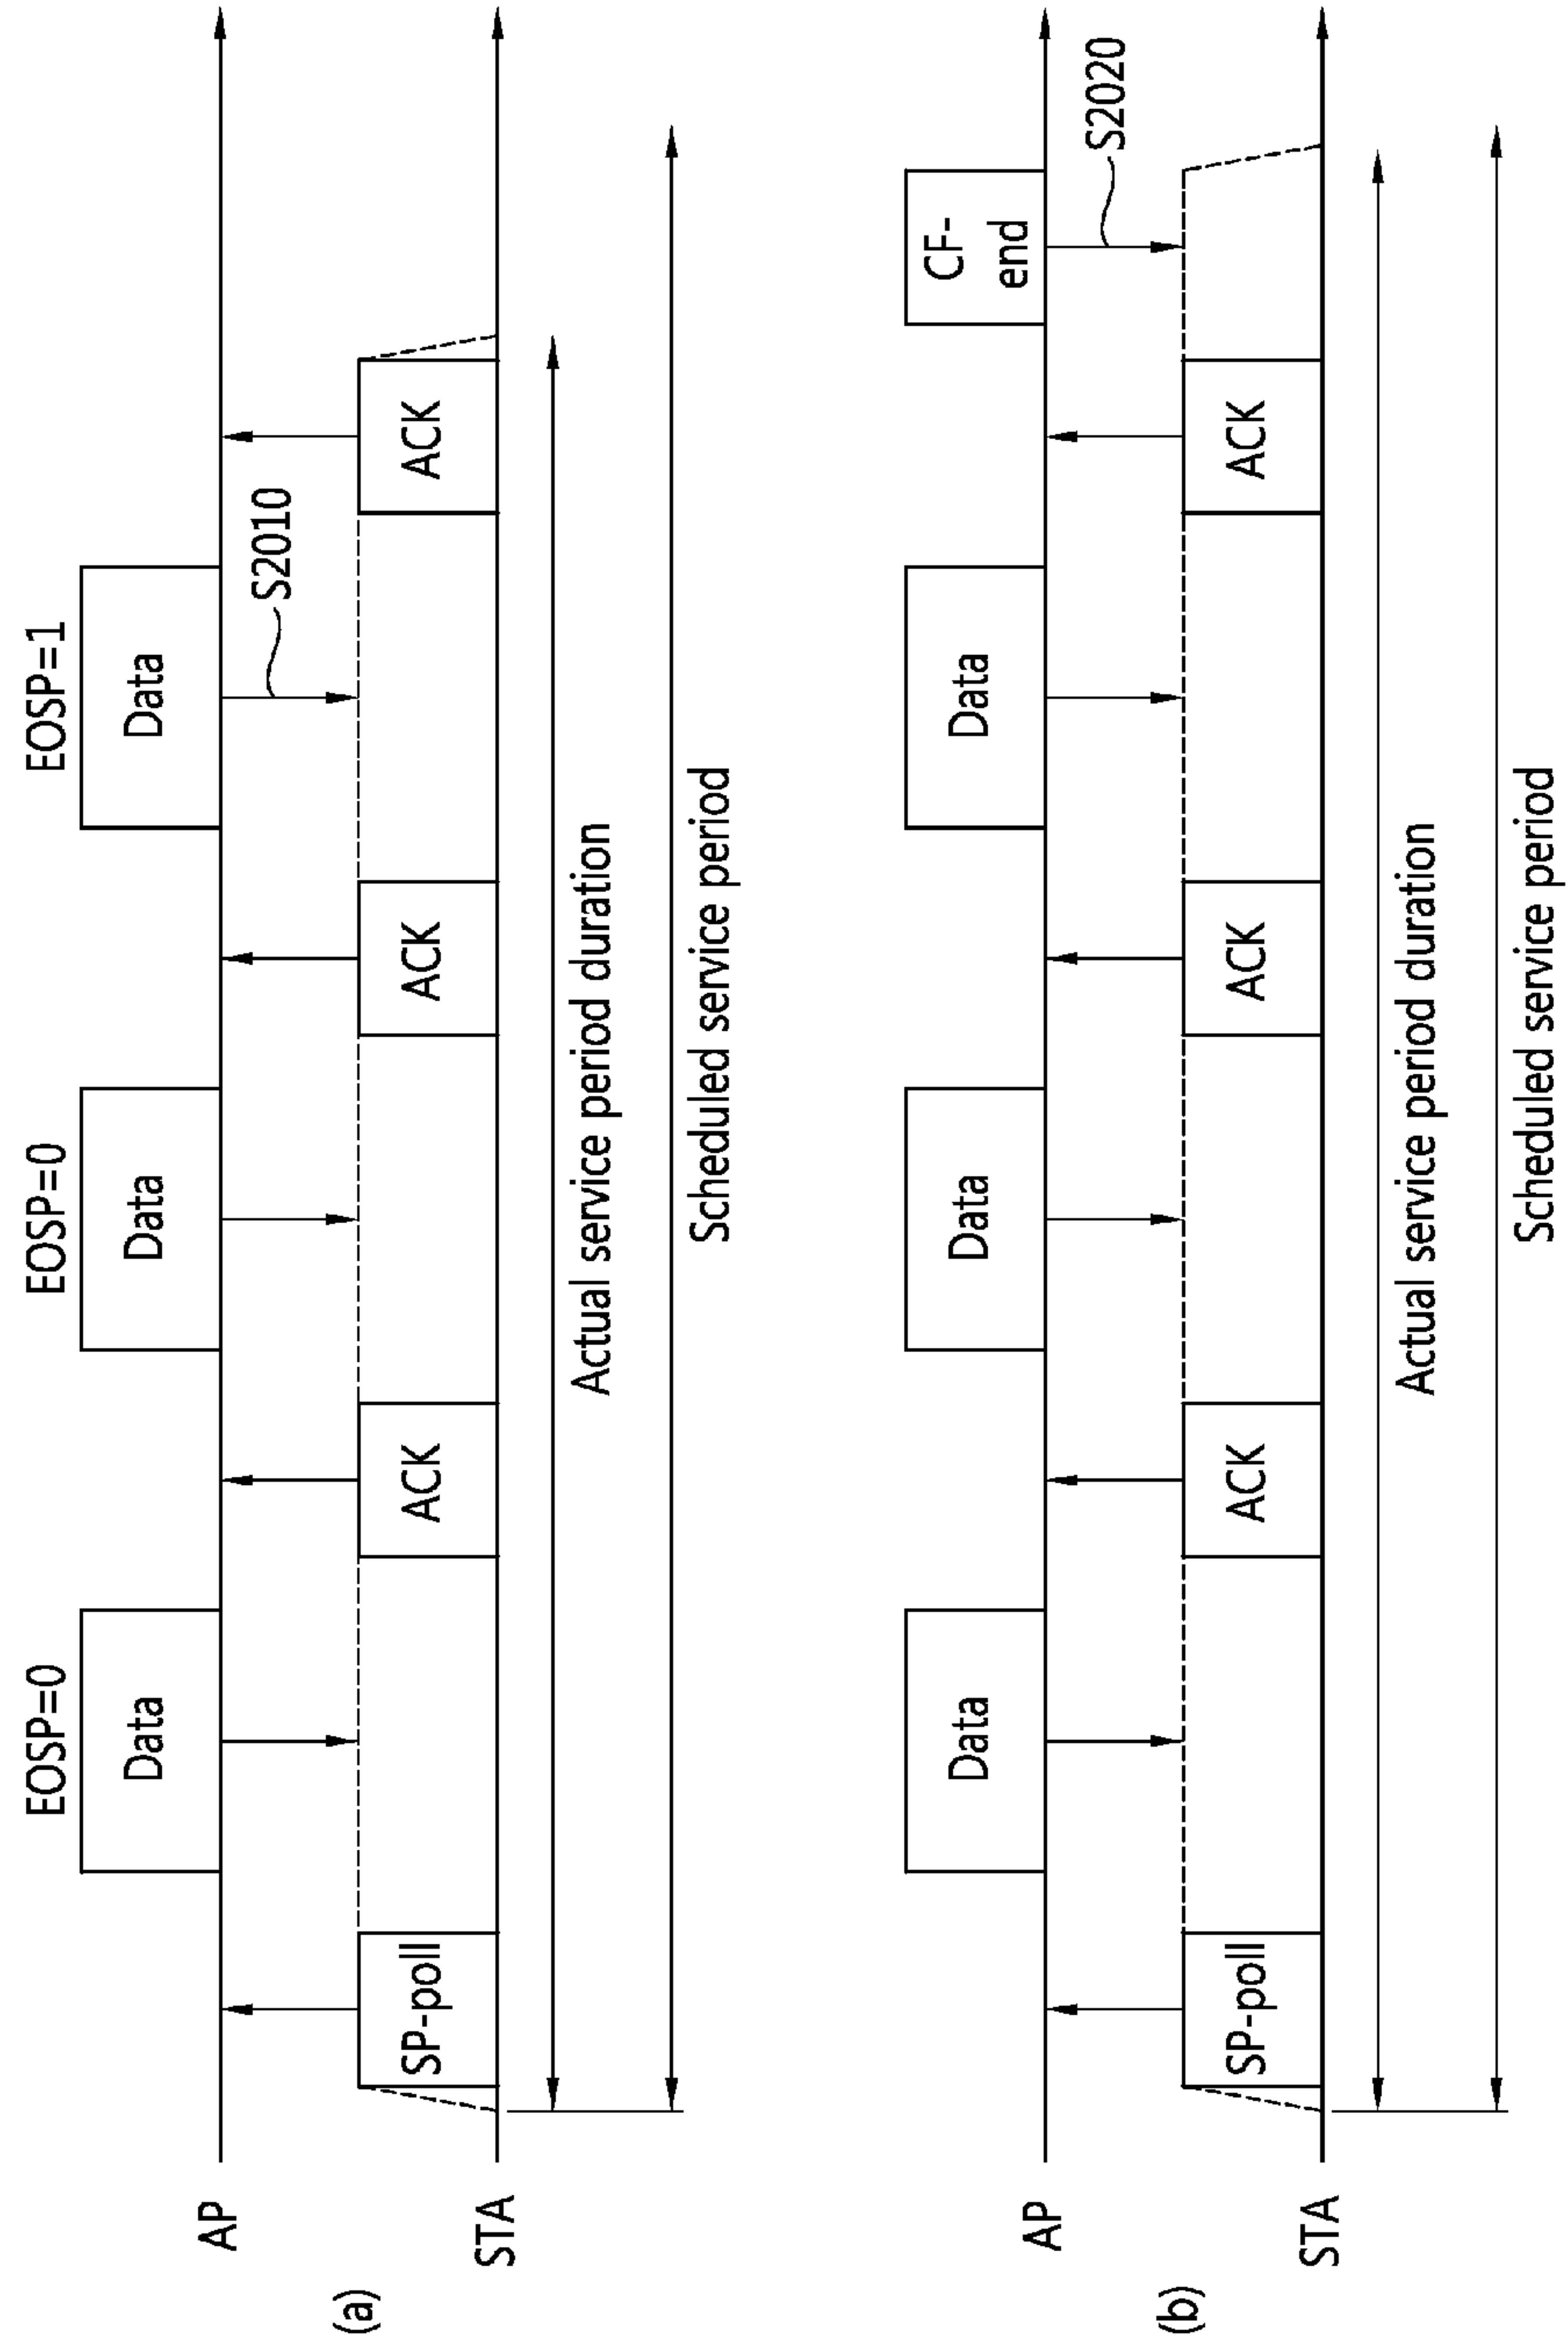 (a)
EOSP=0
EOSP=0
EOSP=1
Data
Data
Data
AP
S2010
SP-poll
ACK
ACK
ACK
STA
Actual service period duration
Scheduled service period
(b)
Data
Data
Data
CF-
end
AP
S2020
SP-poll
ACK
ACK
ACK
STA
Actual service period duration
Scheduled service period